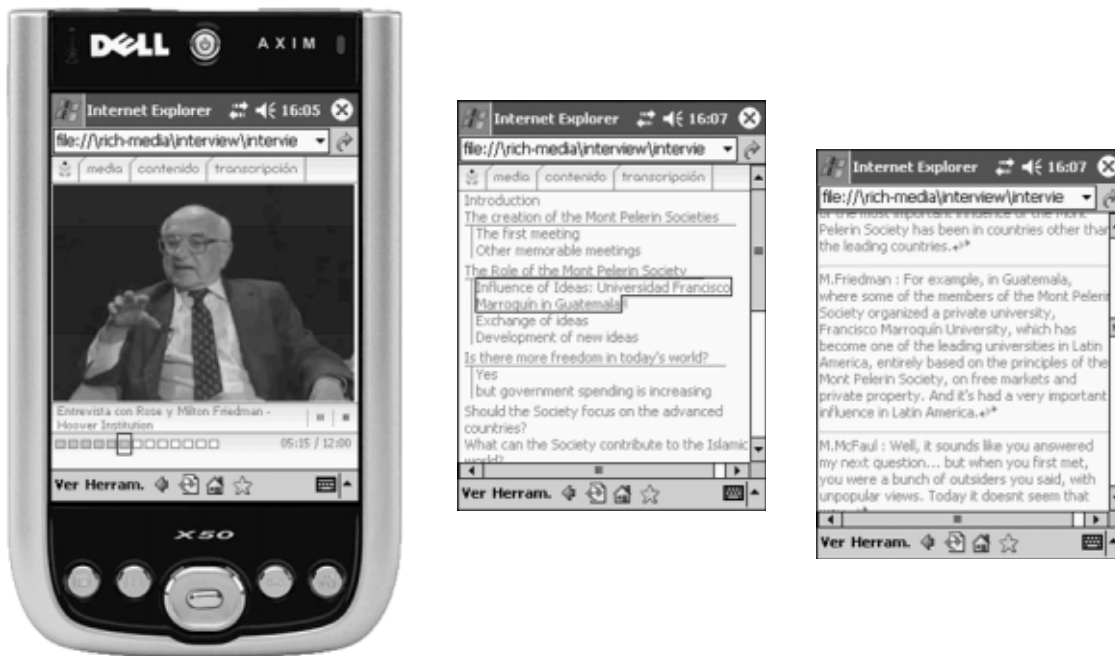 DELL AXIM
Internet Explorer 16:05
file://\rich-media\interview\intervie
media contenido transcripción
Entrevista con Rose y Milton Friedman -
Hoover Institution
05:15 / 12:00
Ver Herram.
X50
Internet Explorer 16:07
file://\rich-media\interview\intervie
media contenido transcripción
Introduction
The creation of the Mont Pelerin Societies
The first meeting
Other memorable meetings
The Role of the Mont Pelerin Society
Influence of Ideas: Universidad Francisco
Marroquín in Guatemala
Exchange of ideas
Development of new ideas
Is there more freedom in today's world?
Yes
but government spending is increasing
Should the Society focus on the advanced
countries?
What can the Society contribute to the Islamic
world?
Ver Herram.
Internet Explorer 16:07
file://\rich-media\interview\intervie
of the most important influence of the Mont
Pelerin Society has been in countries other than
the leading countries.
M.Friedman : For example, in Guatemala,
where some of the members of the Mont Peleri
Society organized a private university,
Francisco Marroquín University, which has
become one of the leading universities in Latin
America, entirely based on the principles of the
Mont Pelerin Society, on free markets and
private property. And it's had a very important
influence in Latin America.
M.McFaul : Well, it sounds like you answered
my next question... but when you first met,
you were a bunch of outsiders you said, with
unpopular views. Today it doesnt seem that
Ver Herram.